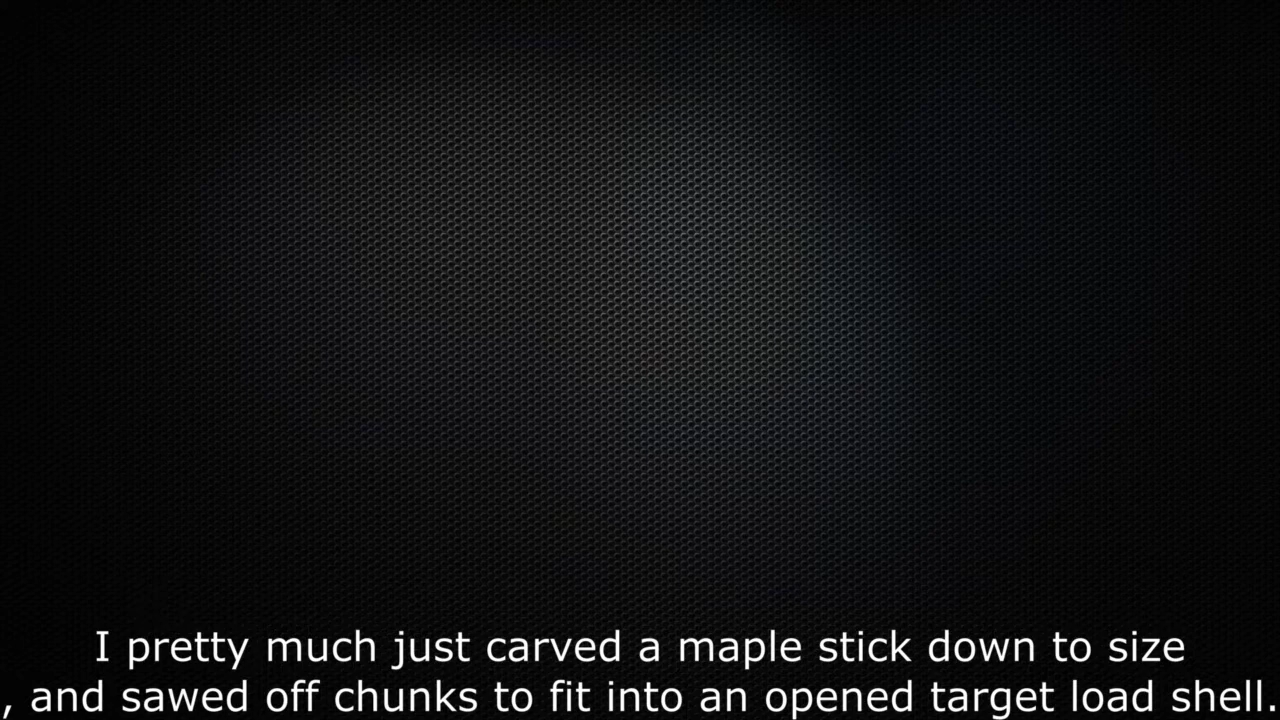 I pretty much just carved a maple stick down to size
, and sawed off chunks to fit into an opened target load shell.